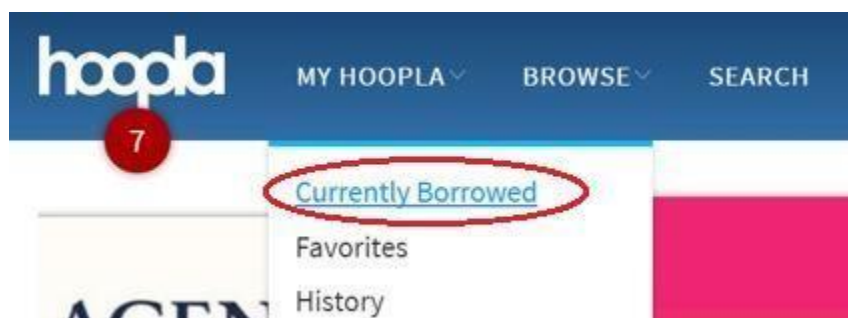 hoopla MY HOOPLA BROWSE SEARCH
7
Currently Borrowed
Favorites
History